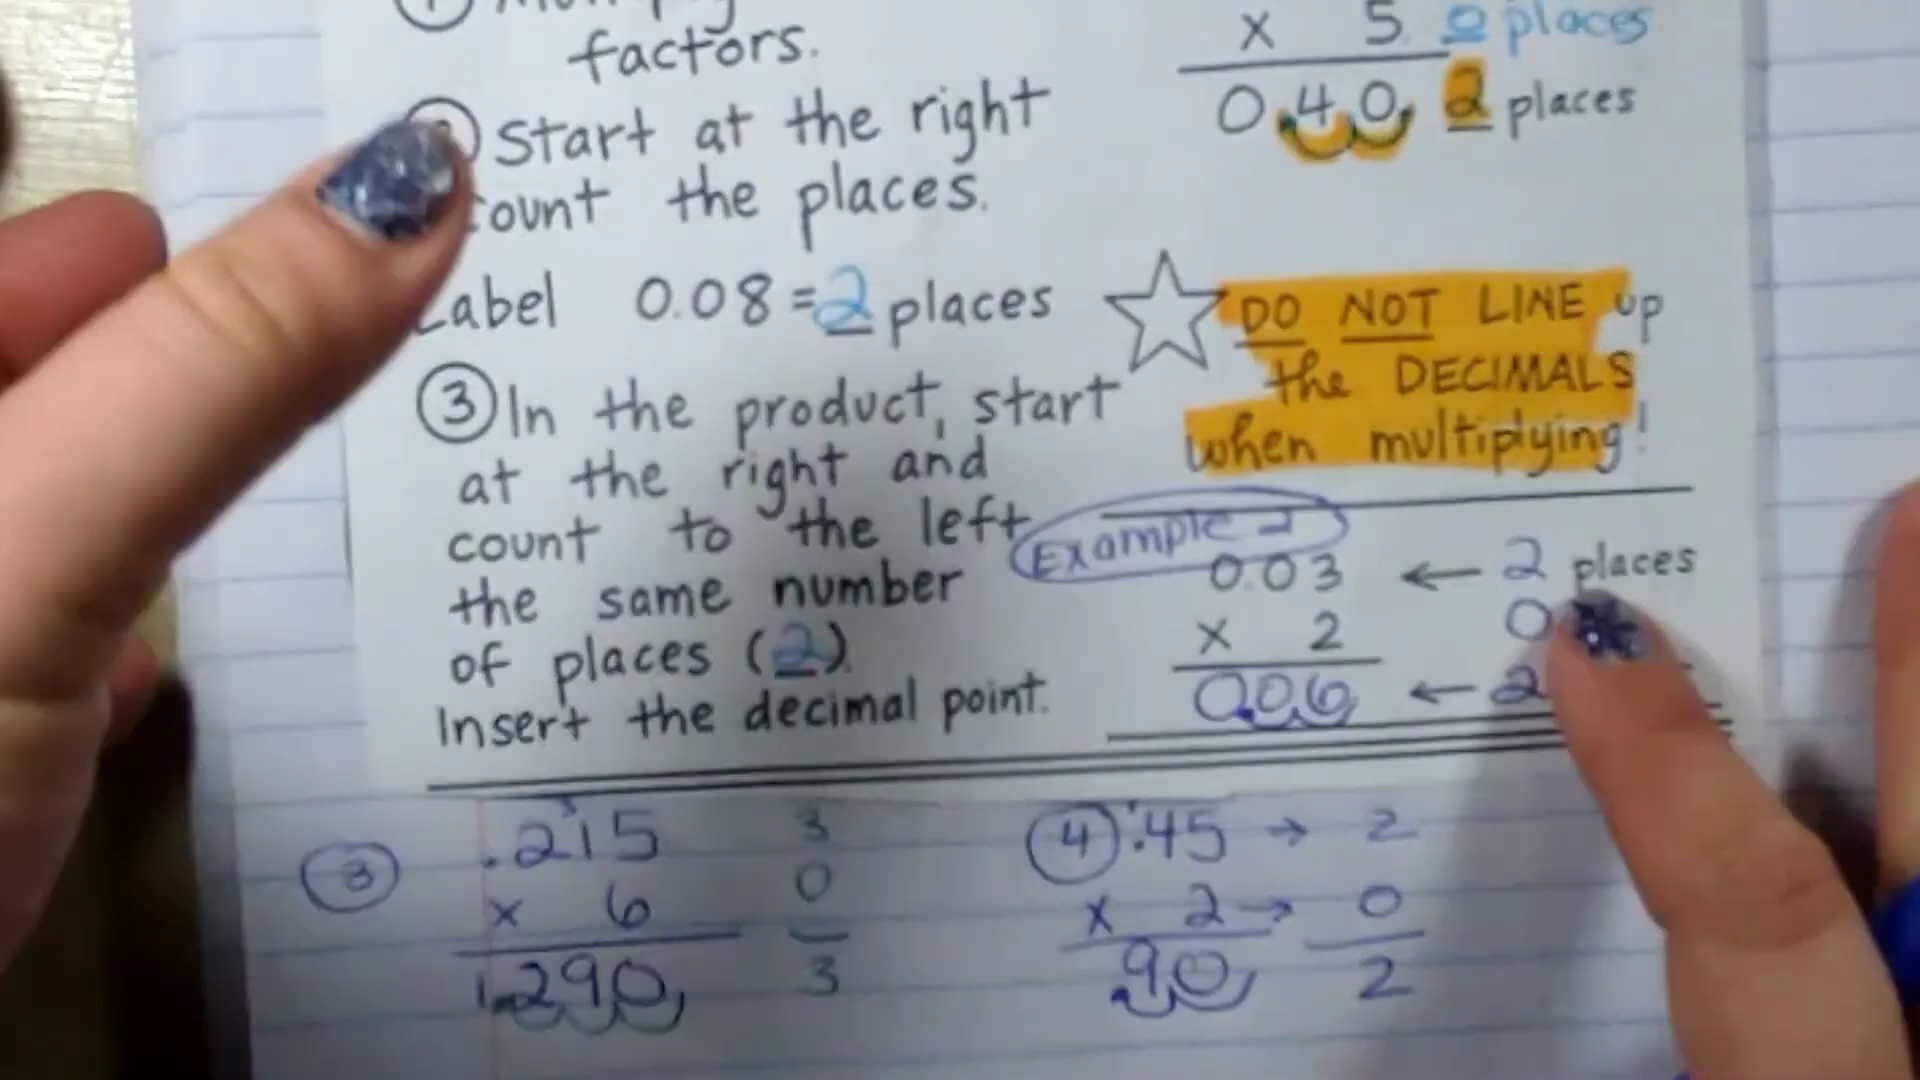 factors.
Start at the right
count the places.
Label 0.08 = 2 places
③ In the product, start
at the right and
count to the left
the same number
of places (2).
Insert the decimal point.
x 5. 0 places
0.40. 2 places
DO NOT LINE up
the DECIMALS
when multiplying!
Example 2
0.03 ← 2 places
x 2 0
0.06 ← 2
③ .215 3
x 6 0
1.290 3
④ .45 → 2
x 2 → 0
.90 2